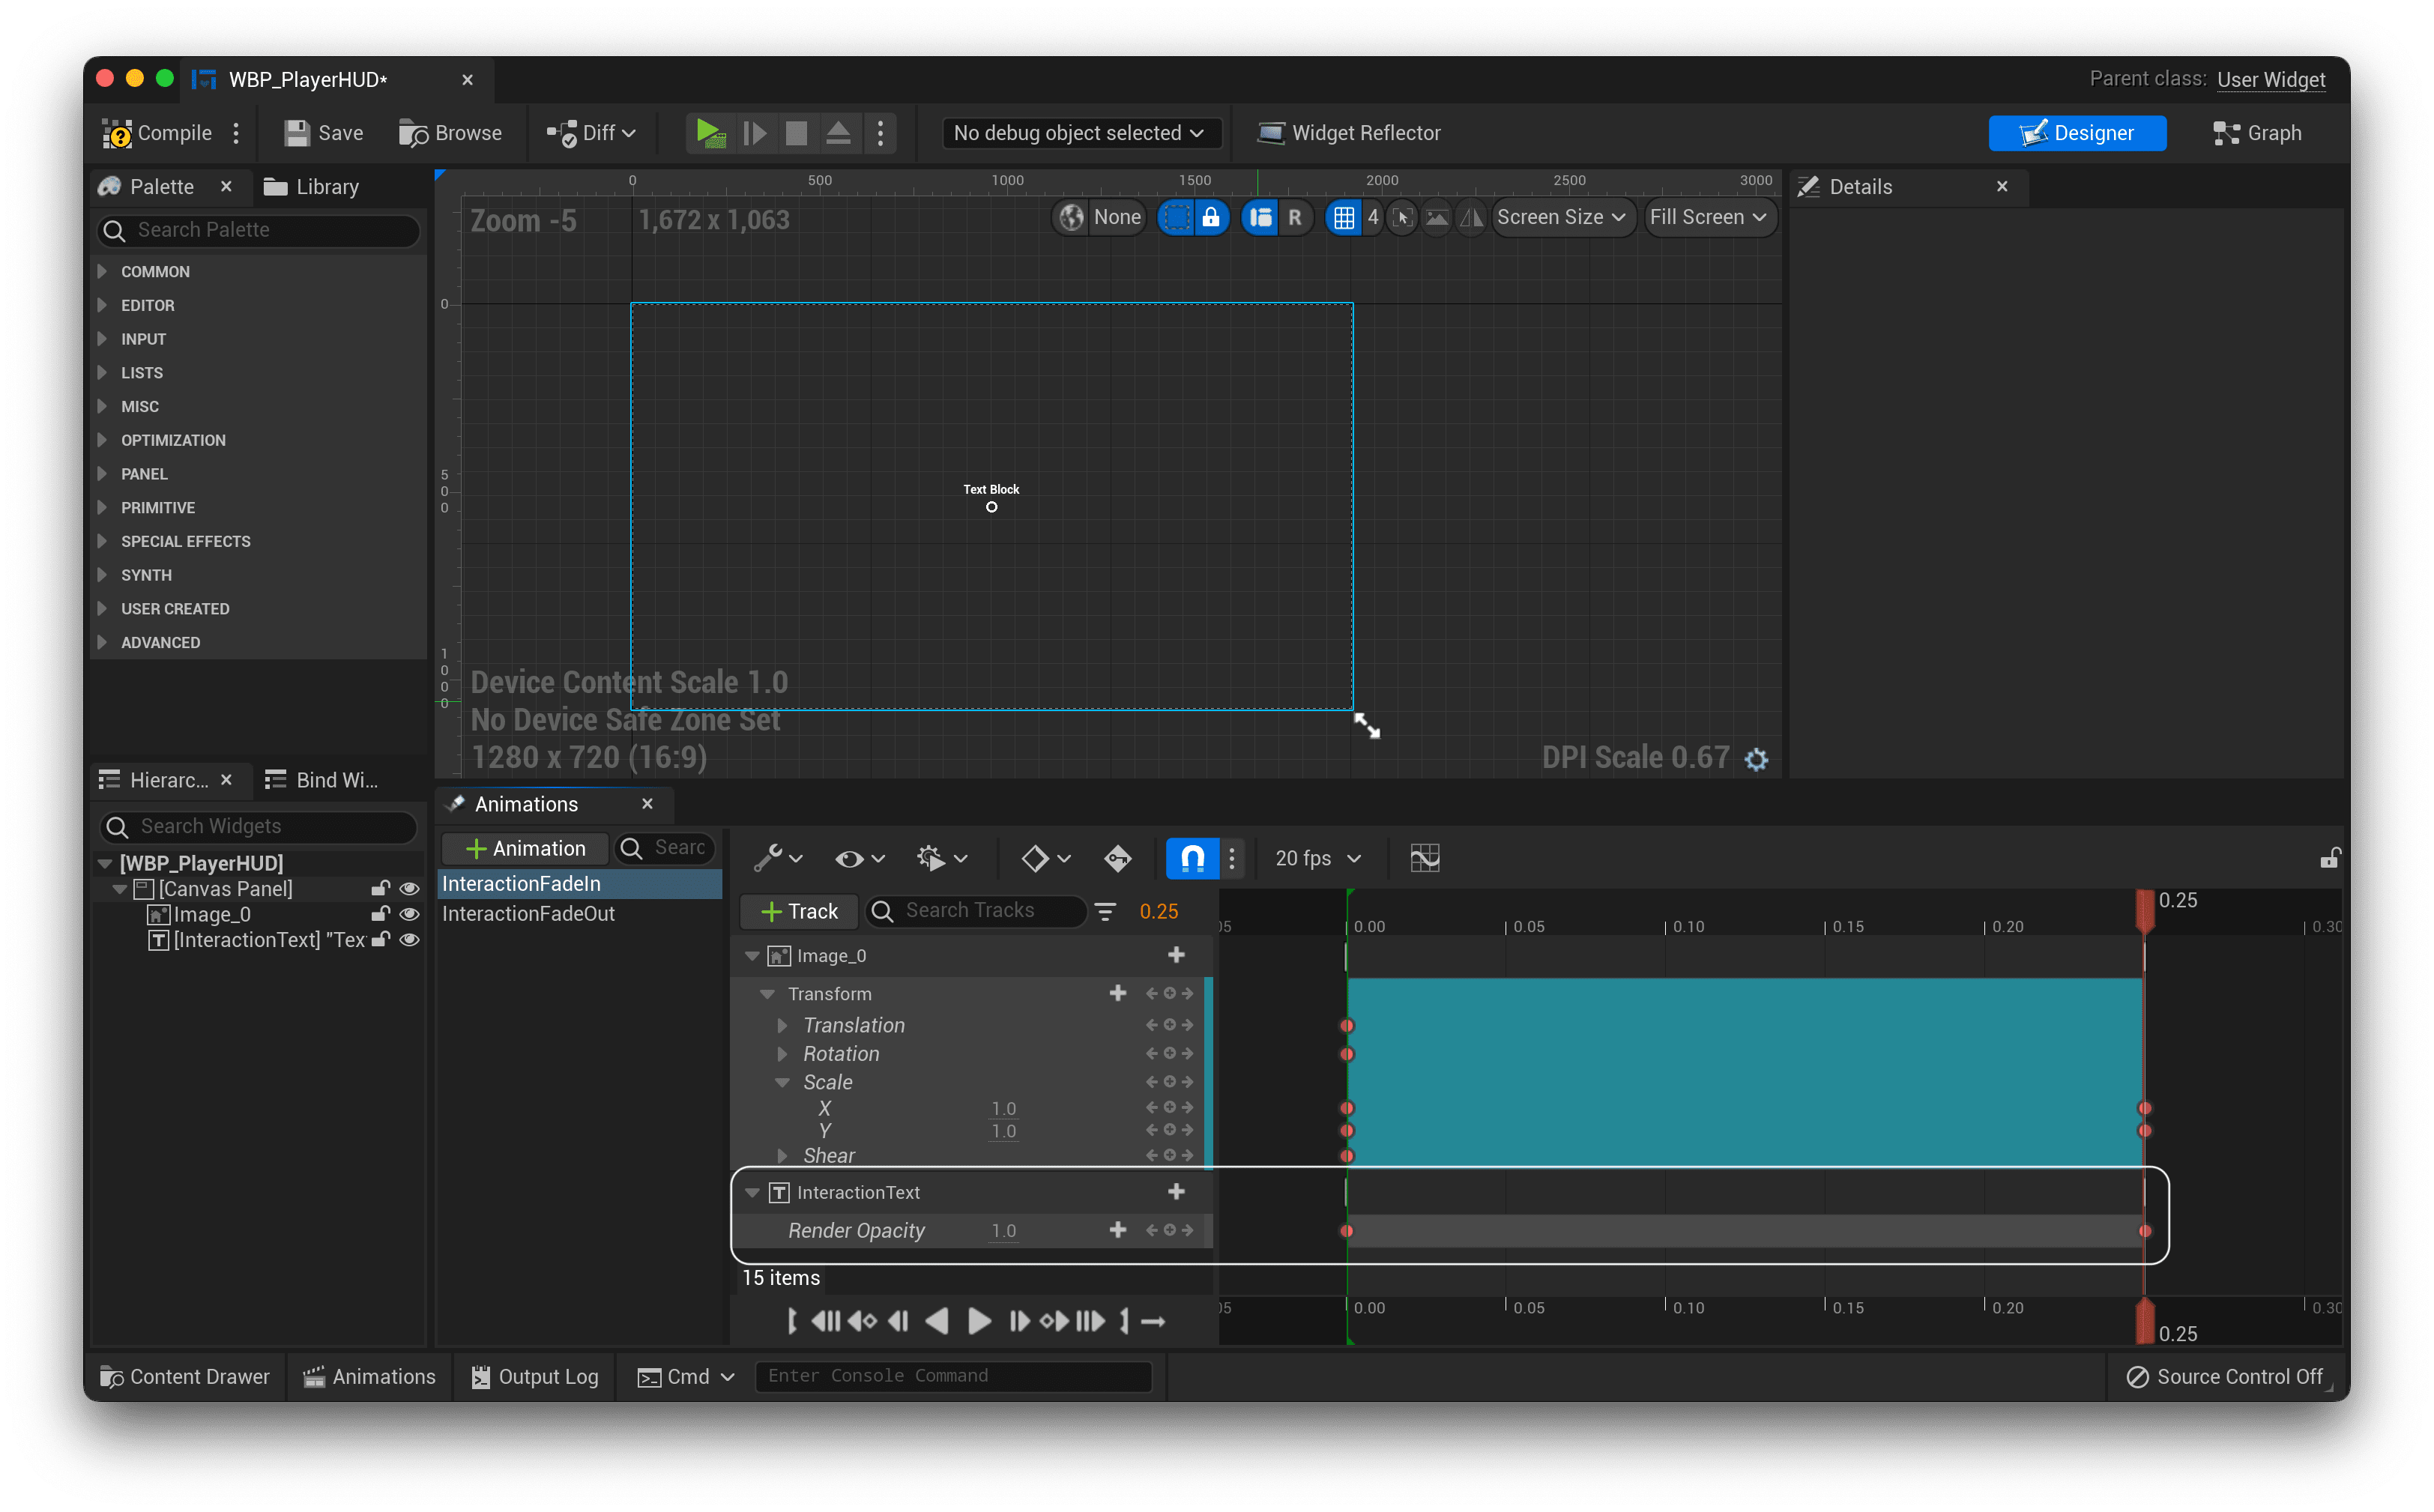 WBP_PlayerHUD*
Parent class: User Widget
Compile
Save
Browse
Diff
No debug object selected
Widget Reflector
Designer
Graph
Palette
Library
Search Palette
COMMON
EDITOR
INPUT
LISTS
MISC
OPTIMIZATION
PANEL
PRIMITIVE
SPECIAL EFFECTS
SYNTH
USER CREATED
ADVANCED
0 500 1000 1500 2000 2500 3000
Zoom -5
1,672 x 1,063
None
R
4
Screen Size
Fill Screen
0
500
1000
Text Block
Device Content Scale 1.0
No Device Safe Zone Set
1280 x 720 (16:9)
DPI Scale 0.67
Details
Hierarc...
Bind Wi...
Search Widgets
[WBP_PlayerHUD]
[Canvas Panel]
Image_0
[InteractionText] "Tex
Animations
Animation
Searc
InteractionFadeIn
InteractionFadeOut
20 fps
Track
Search Tracks
0.25
0.25
05 0.00 0.05 0.10 0.15 0.20 0.30
Image_0
Transform
Translation
Rotation
Scale
X 1.0
Y 1.0
Shear
InteractionText
Render Opacity 1.0
15 items
05 0.00 0.05 0.10 0.15 0.20 0.30
0.25
Content Drawer
Animations
Output Log
Cmd
Enter Console Command
Source Control Off